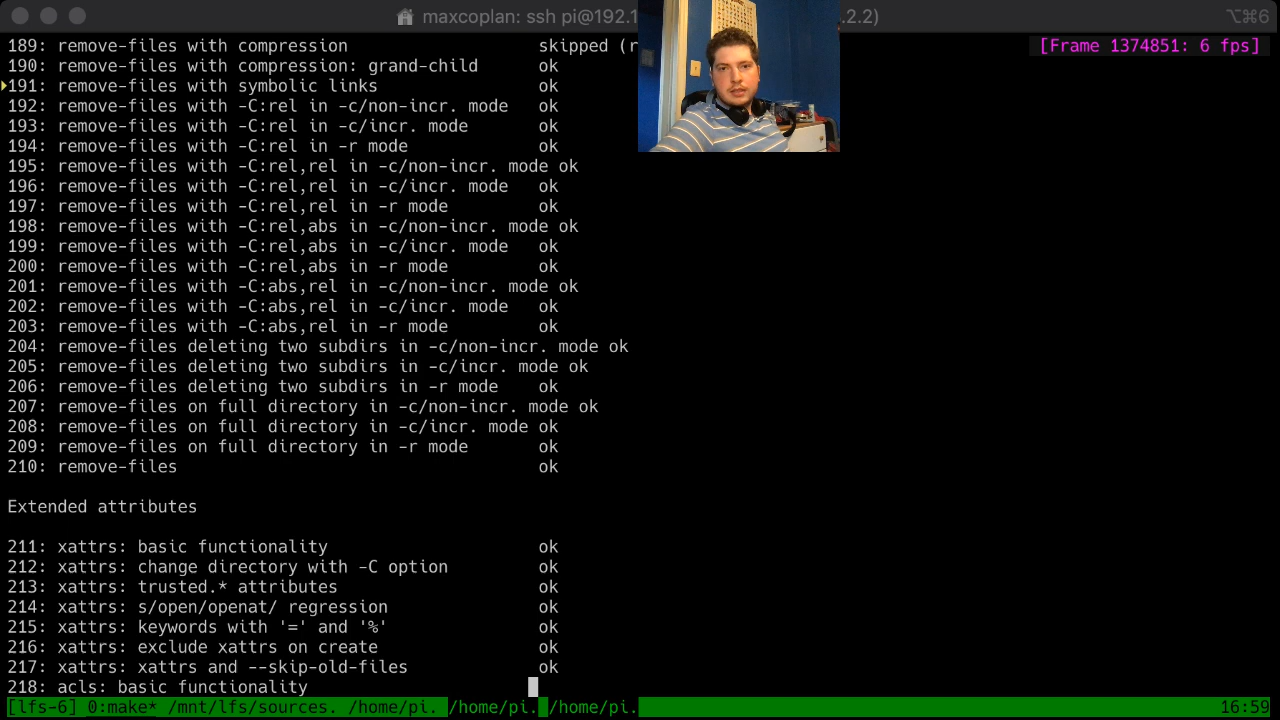 maxcoplan: ssh pi@192.1 2.2)
⌥⌘6
189: remove-files with compression skipped (r
[Frame 1374851: 6 fps]
190: remove-files with compression: grand-child ok
191: remove-files with symbolic links ok
192: remove-files with -C:rel in -c/non-incr. mode ok
193: remove-files with -C:rel in -c/incr. mode ok
194: remove-files with -C:rel in -r mode ok
195: remove-files with -C:rel,rel in -c/non-incr. mode ok
196: remove-files with -C:rel,rel in -c/incr. mode ok
197: remove-files with -C:rel,rel in -r mode ok
198: remove-files with -C:rel,abs in -c/non-incr. mode ok
199: remove-files with -C:rel,abs in -c/incr. mode ok
200: remove-files with -C:rel,abs in -r mode ok
201: remove-files with -C:abs,rel in -c/non-incr. mode ok
202: remove-files with -C:abs,rel in -c/incr. mode ok
203: remove-files with -C:abs,rel in -r mode ok
204: remove-files deleting two subdirs in -c/non-incr. mode ok
205: remove-files deleting two subdirs in -c/incr. mode ok
206: remove-files deleting two subdirs in -r mode ok
207: remove-files on full directory in -c/non-incr. mode ok
208: remove-files on full directory in -c/incr. mode ok
209: remove-files on full directory in -r mode ok
210: remove-files ok
Extended attributes
211: xattrs: basic functionality ok
212: xattrs: change directory with -C option ok
213: xattrs: trusted.* attributes ok
214: xattrs: s/open/openat/ regression ok
215: xattrs: keywords with '=' and '%' ok
216: xattrs: exclude xattrs on create ok
217: xattrs: xattrs and --skip-old-files ok
218: acls: basic functionality
[lfs-6] 0:make* /mnt/lfs/sources. /home/pi. /home/pi. /home/pi. 16:59